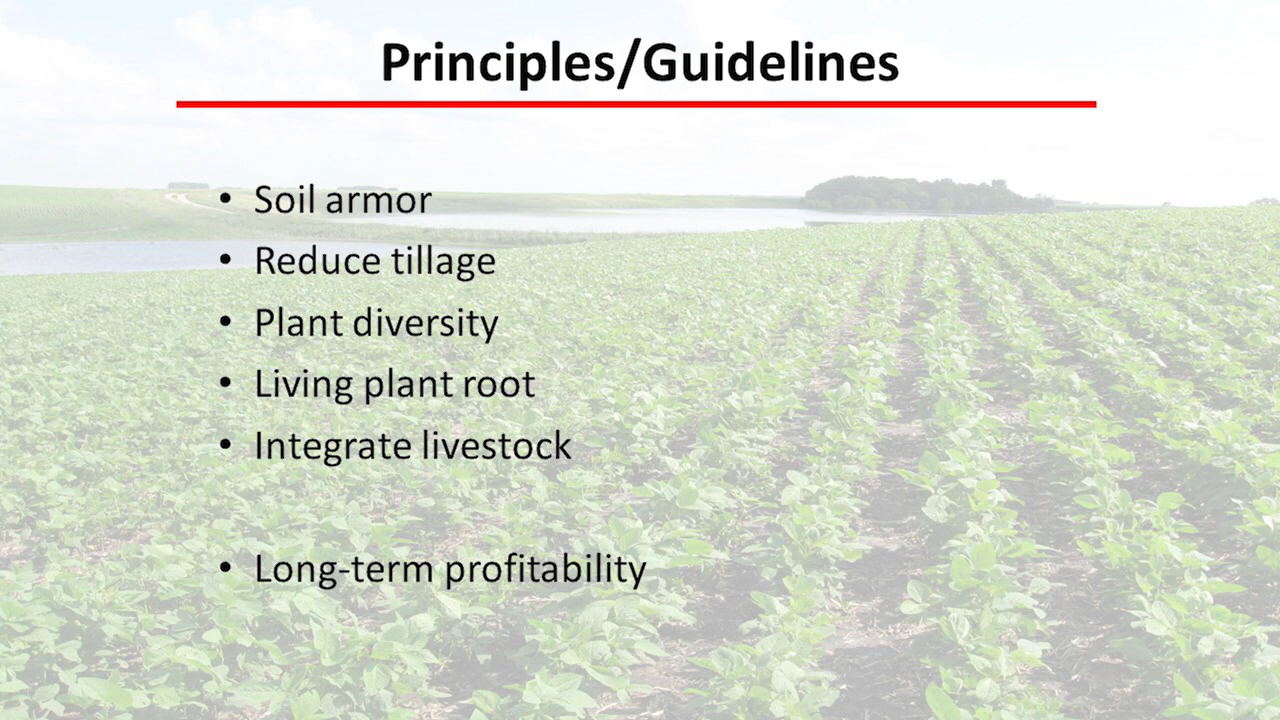 Principles/Guidelines
• Soil armor
• Reduce tillage
• Plant diversity
• Living plant root
• Integrate livestock
• Long-term profitability